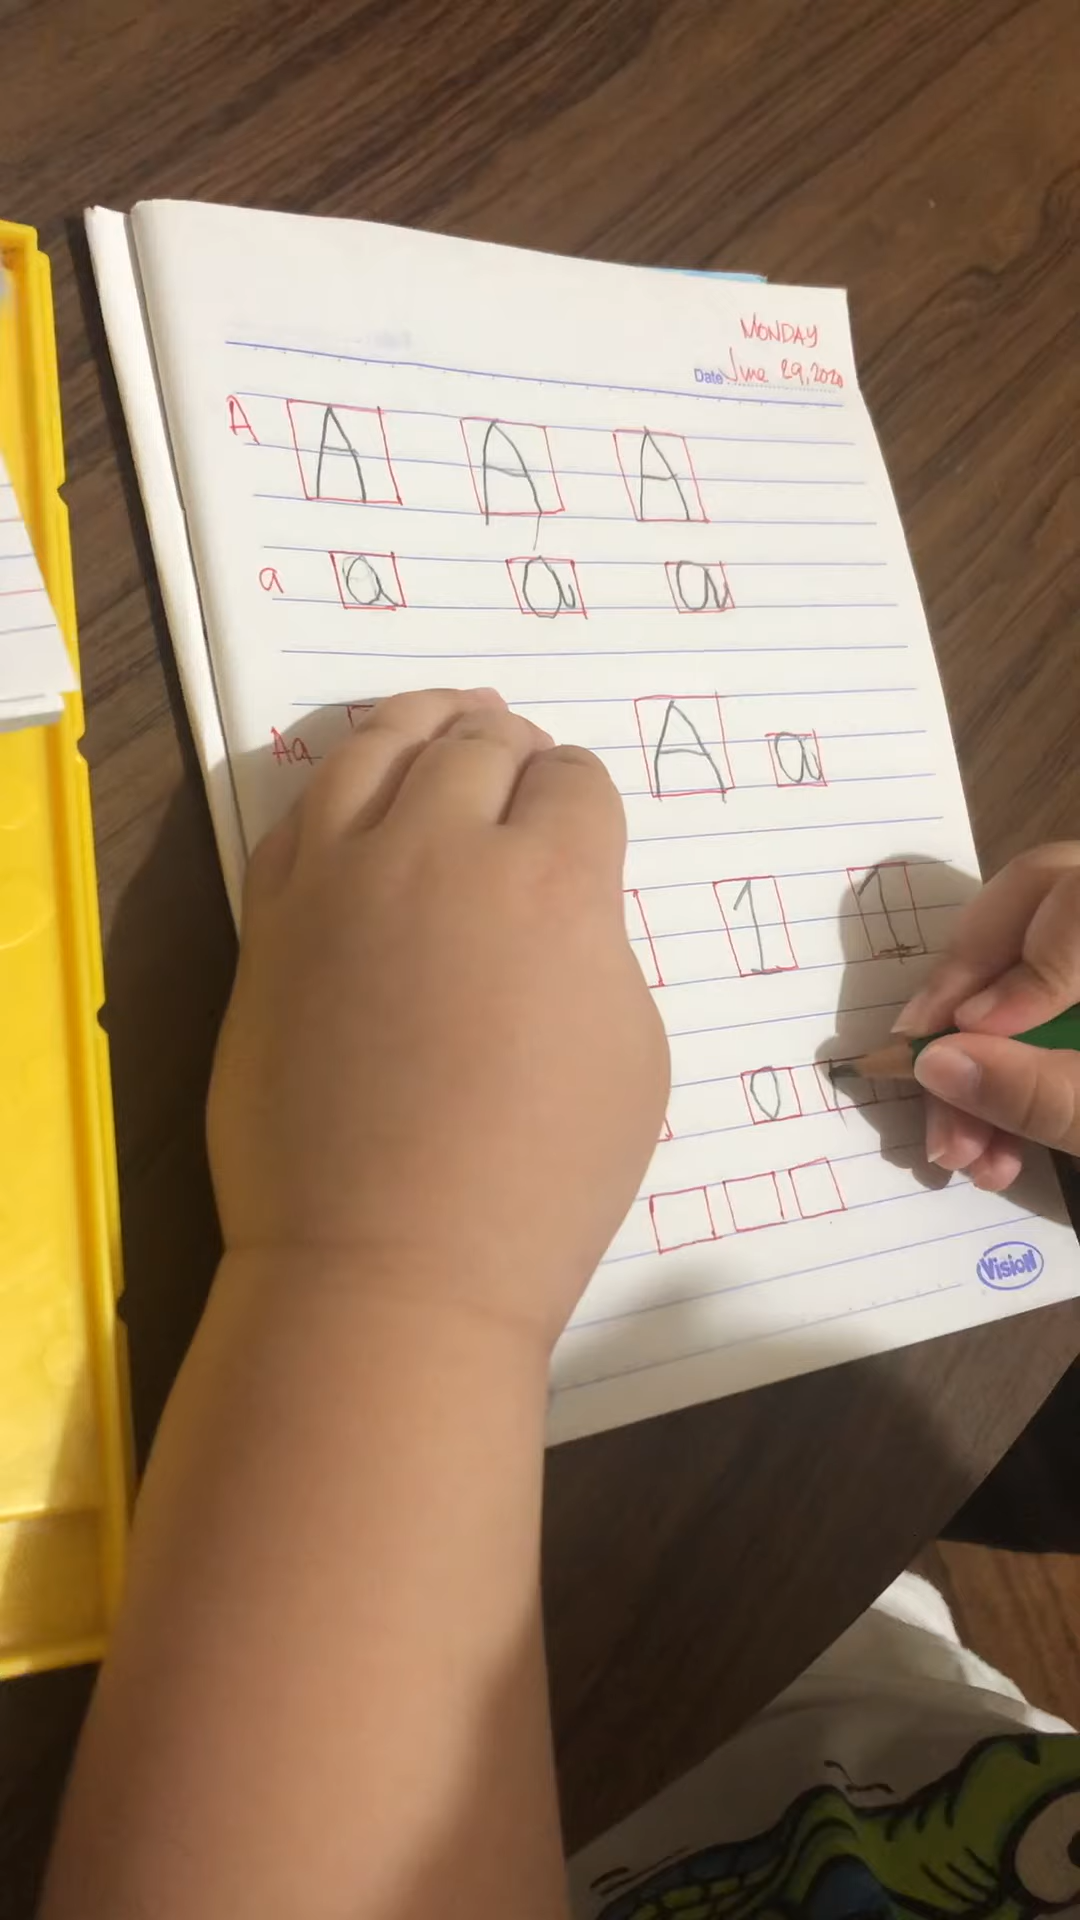 MONDAY
Date June 29, 2020
A A A A
a a a a
Aa A a
1 1
0
VISION